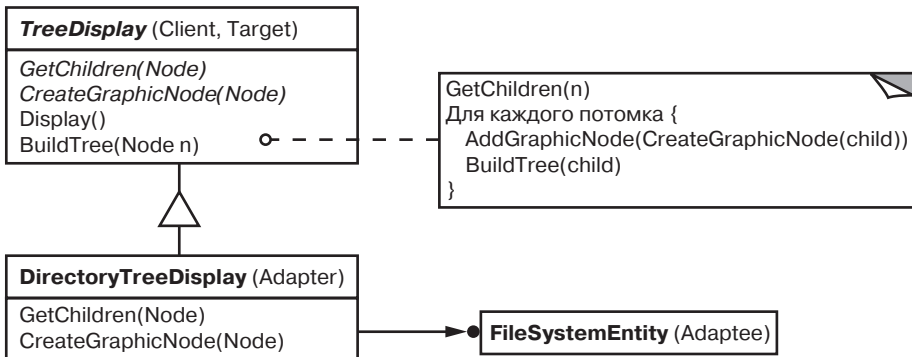 TreeDisplay (Client, Target)
GetChildren(Node)
CreateGraphicNode(Node)
Display()
BuildTree(Node n)
GetChildren(n)
Для каждого потомка {
AddGraphicNode(CreateGraphicNode(child))
BuildTree(child)
}
DirectoryTreeDisplay (Adapter)
GetChildren(Node)
CreateGraphicNode(Node)
FileSystemEntity (Adaptee)